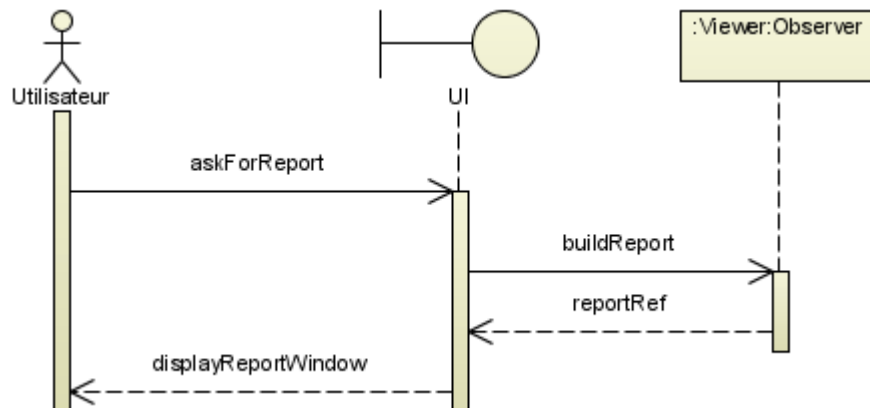 :Viewer:Observer
Utilisateur
UI
askForReport
buildReport
reportRef
displayReportWindow